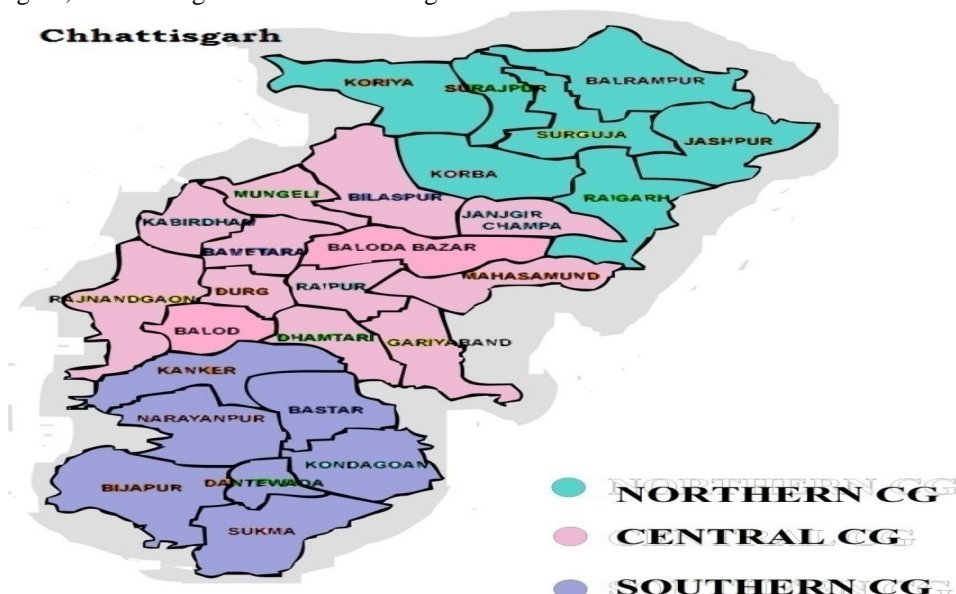 Chhattisgarh
KORIYA
SURAJPUR
BALRAMPUR
SURGUJA
JASHPUR
KORBA
MUNGELI
BILASPUR
RAIGARH
JANJGIR
CHAMPA
KABIRDHAM
BAMETARA
BALODA BAZAR
MAHASAMUND
RAJNANDGAON
DURG
RAIPUR
BALOD
DHAMTARI
GARIYABAND
KANKER
NARAYANPUR
BASTAR
KONDAGOAN
BIJAPUR
DANTEWADA
SUKMA
NORTHERN CG
CENTRAL CG
SOUTHERN CG